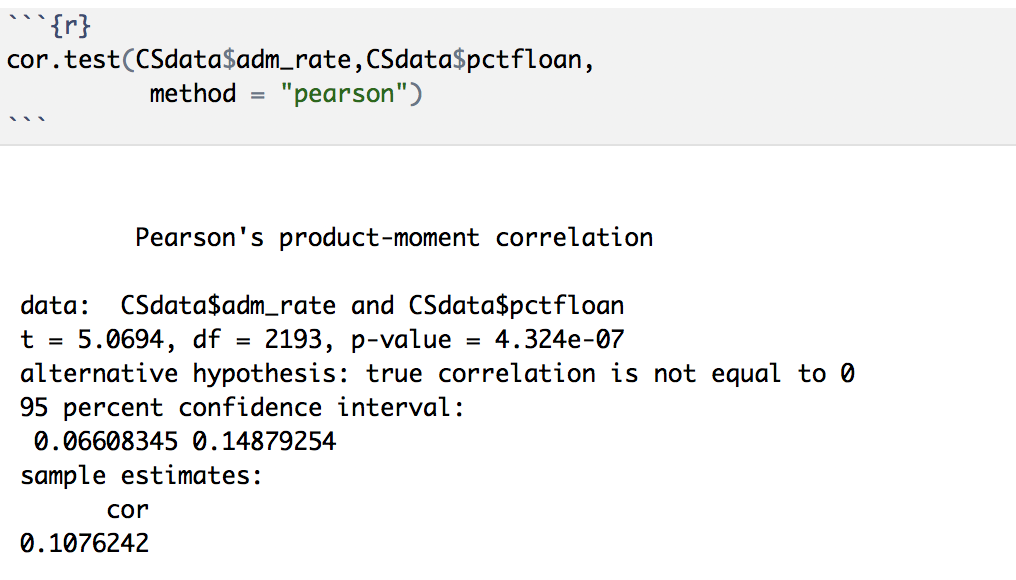 ```{r}
cor.test(CSdata$adm_rate,CSdata$pctfloan,
method = "pearson")
```
Pearson's product-moment correlation
data: CSdata$adm_rate and CSdata$pctfloan
t = 5.0694, df = 2193, p-value = 4.324e-07
alternative hypothesis: true correlation is not equal to 0
95 percent confidence interval:
0.06608345 0.14879254
sample estimates:
cor
0.1076242